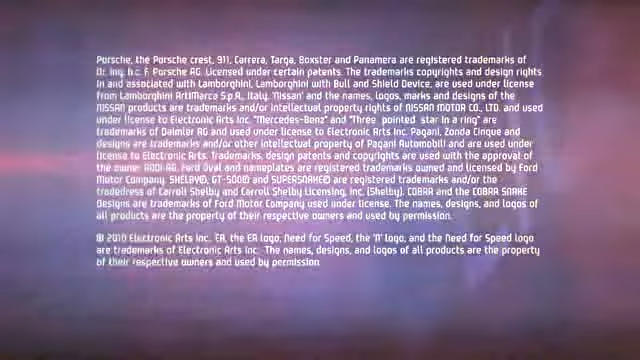 Porsche, the Porsche crest, 911, Carrera, Targa, Boxster and Panamera are registered trademarks of
Dr. Ing. h.c. F. Porsche AG. Licensed under certain patents. The trademarks copyrights and design rights
in and associated with Lamborghini, Lamborghini with Bull and Shield Device, are used under license
from Lamborghini ArtiMarca S.p.A., Italy. 'Nissan' and the names, logos, marks and designs of the
NISSAN products are trademarks and/or intellectual property rights of NISSAN MOTOR CO., LTD. and used
under license to Electronic Arts Inc. "Mercedes-Benz" and "Three pointed star in a ring" are
trademarks of Daimler AG and used under license to Electronic Arts Inc. Pagani, Zonda Cinque and
designs are trademarks and/or other intellectual property of Pagani Automobili and are used under
license to Electronic Arts. Trademarks, design patents and copyrights are used with the approval of
the owner AUDI AG. Ford Oval and nameplates are registered trademarks owned and licensed by Ford
Motor Company. SHELBY®, GT-500® and SUPERSNAKE® are registered trademarks and/or the
tradedress of Carroll Shelby and Carroll Shelby Licensing, Inc. (Shelby). COBRA and the COBRA SNAKE
Designs are trademarks of Ford Motor Company used under license. The names, designs, and logos of
all products are the property of their respective owners and used by permission.
© 2010 Electronic Arts Inc. EA, the EA logo, Need for Speed, the 'N' logo, and the Need for Speed logo
are trademarks of Electronic Arts Inc. The names, designs, and logos of all products are the property
of their respective owners and used by permission.